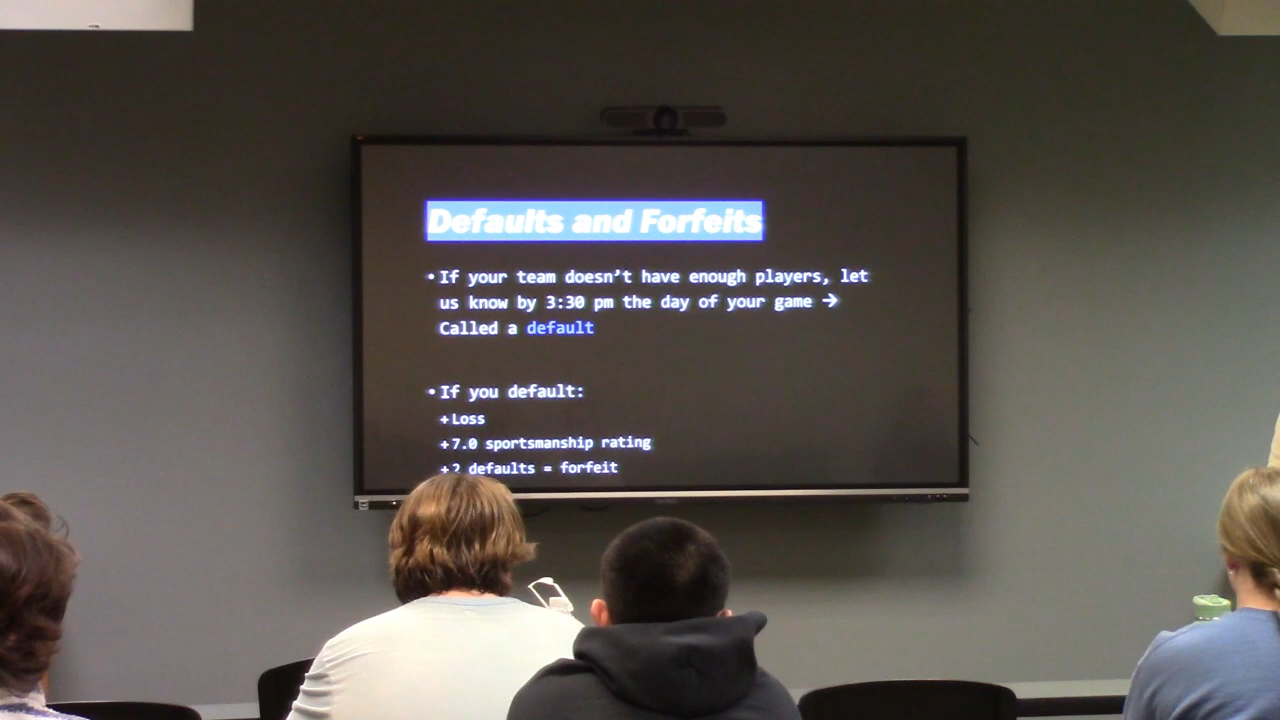 Defaults and Forfeits
• If your team doesn’t have enough players, let
us know by 3:30 pm the day of your game →
Called a default
• If you default:
+Loss
+7.0 sportsmanship rating
+2 defaults = forfeit